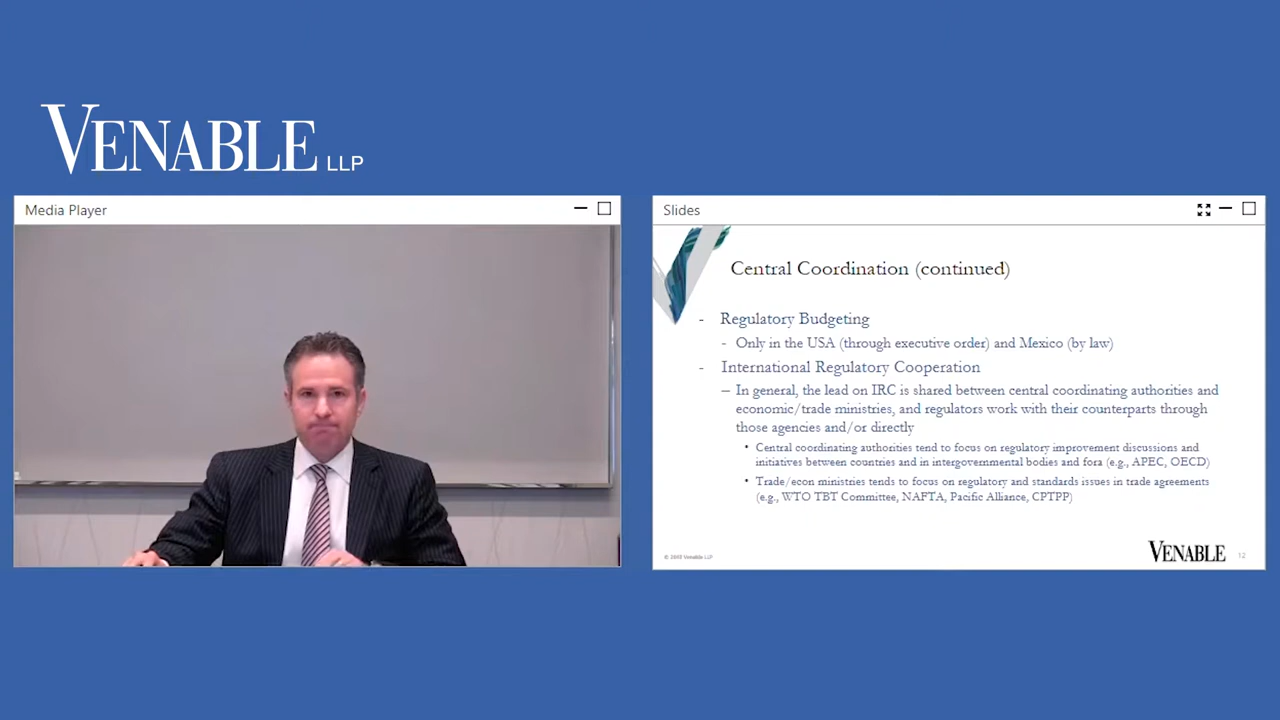 VENABLE LLP
Media Player
Slides
Central Coordination (continued)
- Regulatory Budgeting
- Only in the USA (through executive order) and Mexico (by law)
- International Regulatory Cooperation
– In general, the lead on IRC is shared between central coordinating authorities and
economic/trade ministries, and regulators work with their counterparts through
those agencies and/or directly
• Central coordinating authorities tend to focus on regulatory improvement discussions and
initiatives between countries and in intergovernmental bodies and fora (e.g., APEC, OECD)
• Trade/econ ministries tends to focus on regulatory and standards issues in trade agreements
(e.g., WTO TBT Committee, NAFTA, Pacific Alliance, CPTPP)
© Venable LLP
VENABLE
12